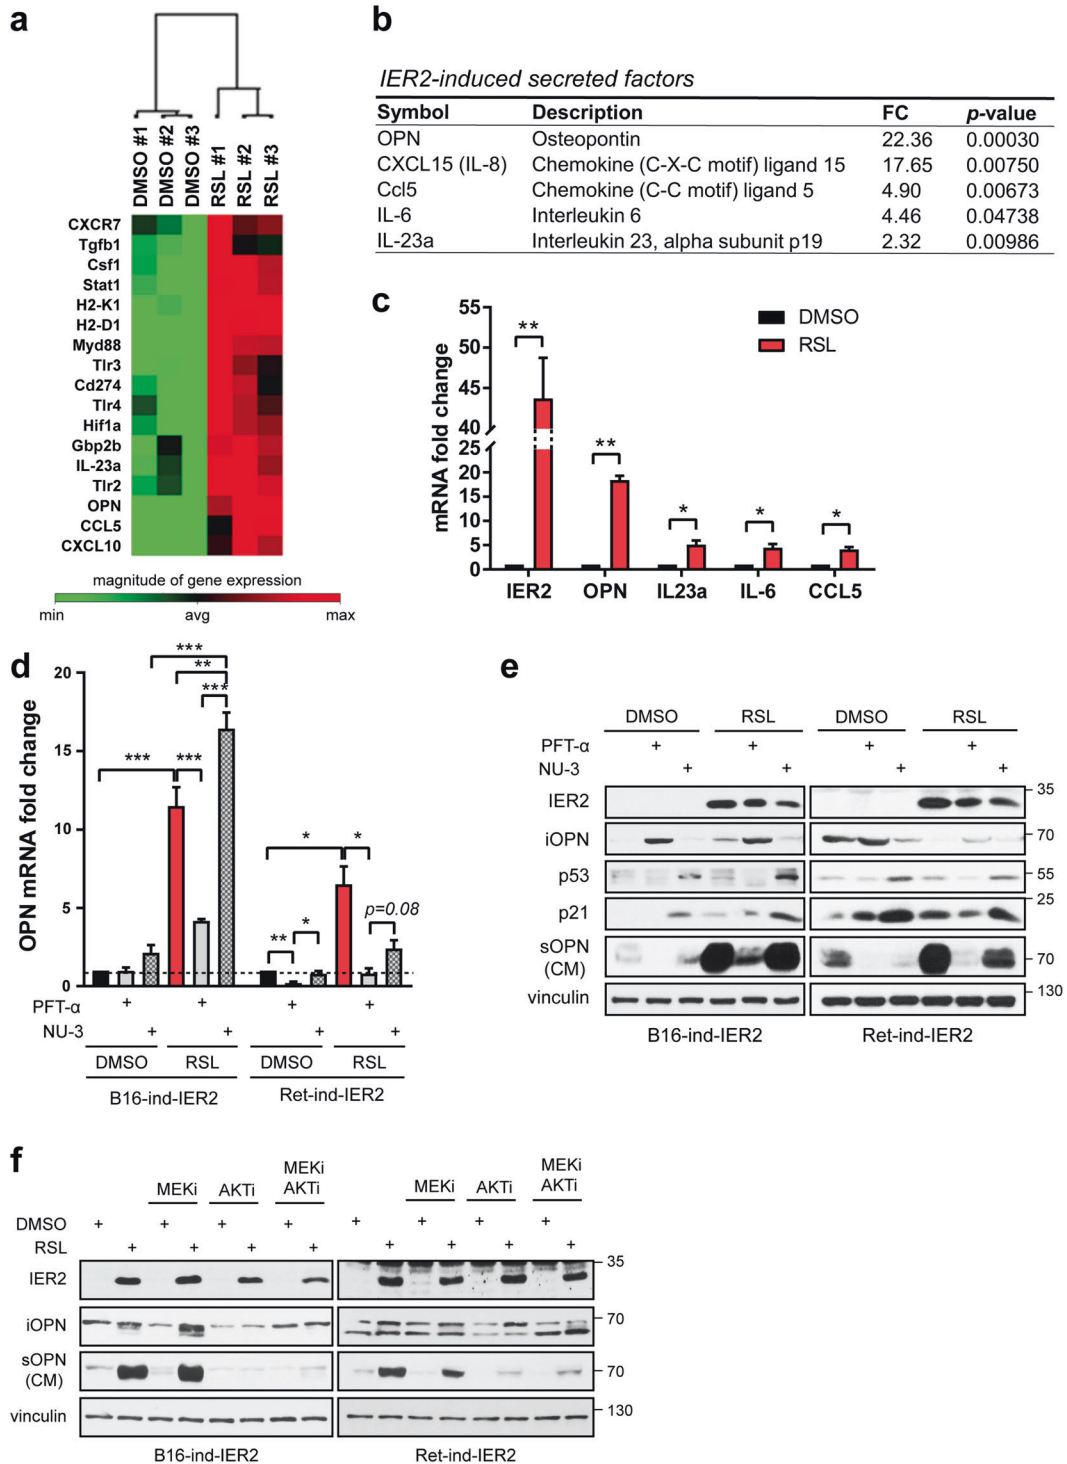 a
DMSO #1
DMSO #2
DMSO #3
RSL #1
RSL #2
RSL #3
CXCR7
Tgfb1
Csf1
Stat1
H2-K1
H2-D1
Myd88
Tlr3
Cd274
Tlr4
Hif1a
Gbp2b
IL-23a
Tlr2
OPN
CCL5
CXCL10
magnitude of gene expression
min avg max
b
IER2-induced secreted factors
Symbol Description FC p-value
OPN Osteopontin 22.36 0.00030
CXCL15 (IL-8) Chemokine (C-X-C motif) ligand 15 17.65 0.00750
Ccl5 Chemokine (C-C motif) ligand 5 4.90 0.00673
IL-6 Interleukin 6 4.46 0.04738
IL-23a Interleukin 23, alpha subunit p19 2.32 0.00986
c
mRNA fold change
55
50
45
40
25
20
15
10
5
0
** ** * * *
DMSO
RSL
IER2 OPN IL23a IL-6 CCL5
d
OPN mRNA fold change
20
15
10
5
0
***
**
***
*** ***
* *
p=0.08
*
**
PFT-α + + + +
NU-3 + + + +
DMSO RSL DMSO RSL
B16-ind-IER2 Ret-ind-IER2
e
DMSO RSL DMSO RSL
PFT-α + + + +
NU-3 + + + +
IER2 35
iOPN 70
p53 55
p21 25
sOPN
(CM) 70
vinculin 130
B16-ind-IER2 Ret-ind-IER2
f
MEKi AKTi MEKi
AKTi
MEKi AKTi MEKi
AKTi
DMSO + + + + + + + +
RSL + + + + + + + +
IER2 35
iOPN 70
sOPN
(CM) 70
vinculin 130
B16-ind-IER2 Ret-ind-IER2